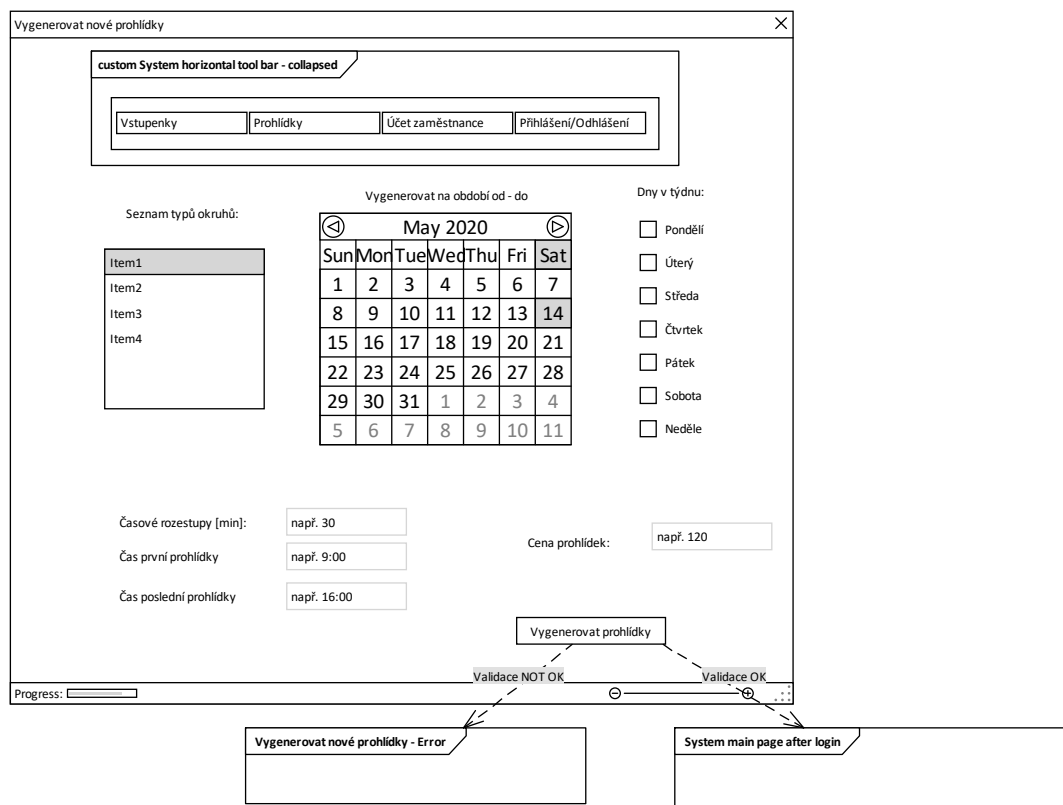 Vygenerovat nové prohlídky
custom System horizontal tool bar - collapsed
Vstupenky Prohlídky Účet zaměstnance Přihlášení/Odhlášení
Seznam typů okruhů:
Item1
Item2
Item3
Item4
Vygenerovat na období od - do
May 2020
Sun Mon Tue Wed Thu Fri Sat
1 2 3 4 5 6 7
8 9 10 11 12 13 14
15 16 17 18 19 20 21
22 23 24 25 26 27 28
29 30 31 1 2 3 4
5 6 7 8 9 10 11
Dny v týdnu:
Pondělí
Úterý
Středa
Čtvrtek
Pátek
Sobota
Neděle
Časové rozestupy [min]: např. 30
Čas první prohlídky např. 9:00
Čas poslední prohlídky např. 16:00
Cena prohlídek: např. 120
Vygenerovat prohlídky
Validace NOT OK
Validace OK
Progress:
Vygenerovat nové prohlídky - Error
System main page after login